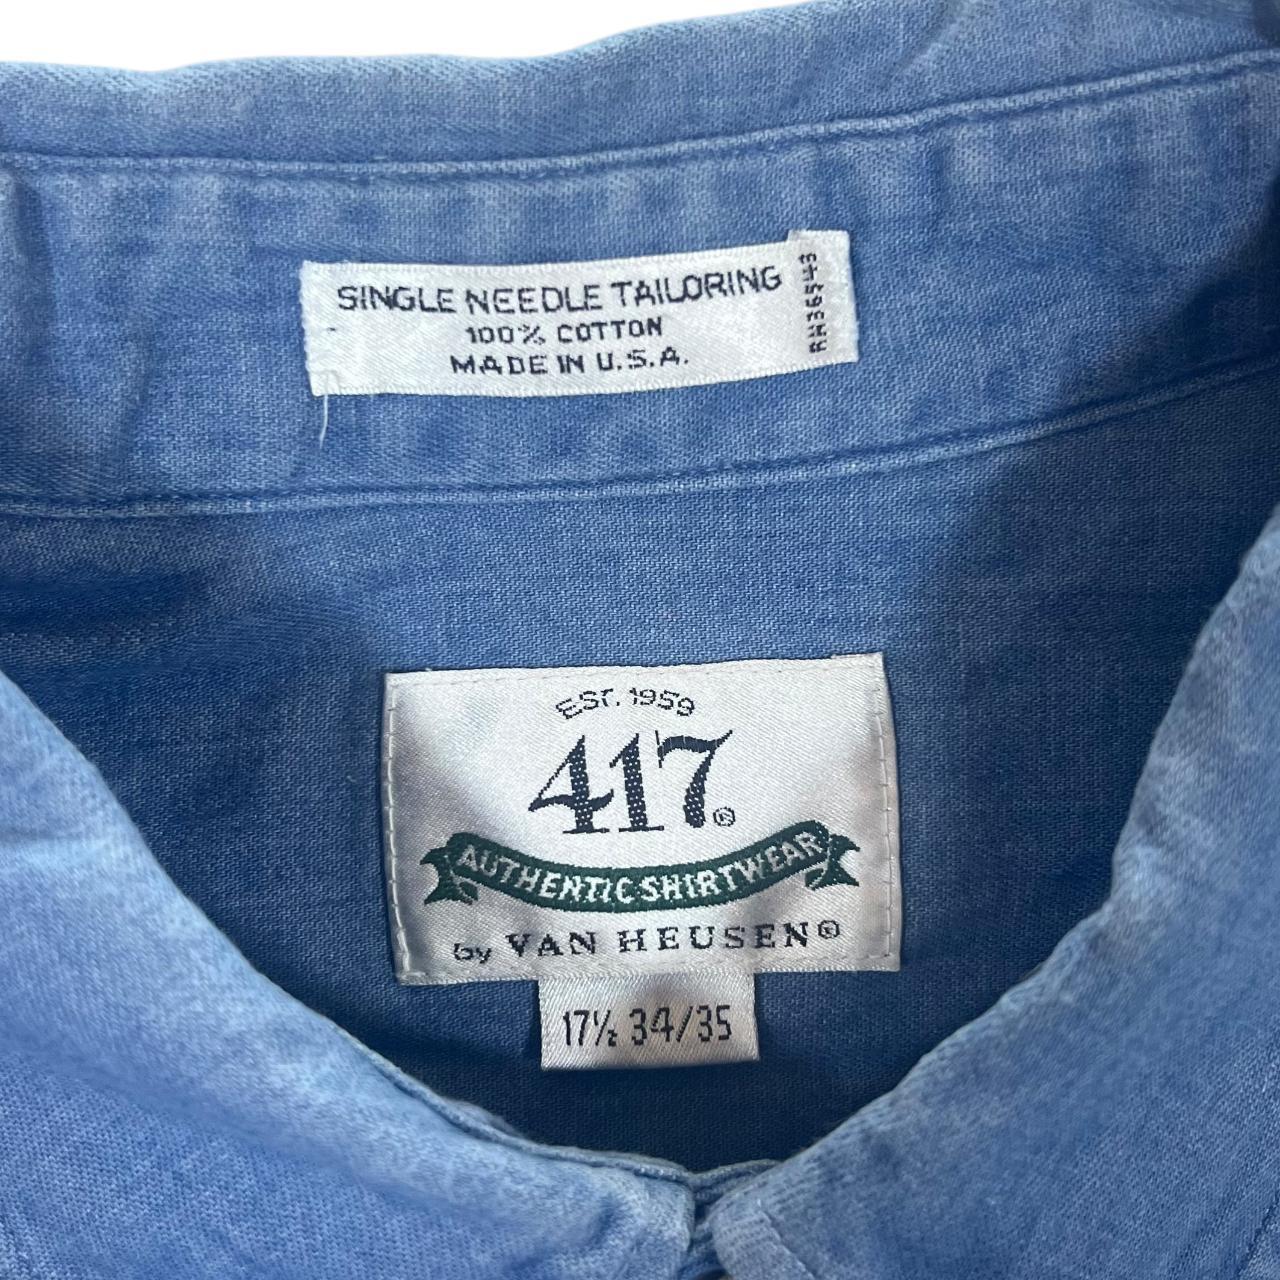 SINGLE NEEDLE TAILORING
100% COTTON
MADE IN U.S.A.
RN36543
EST. 1959
417®
AUTHENTIC SHIRTWEAR
by VAN HEUSEN®
17½ 34/35